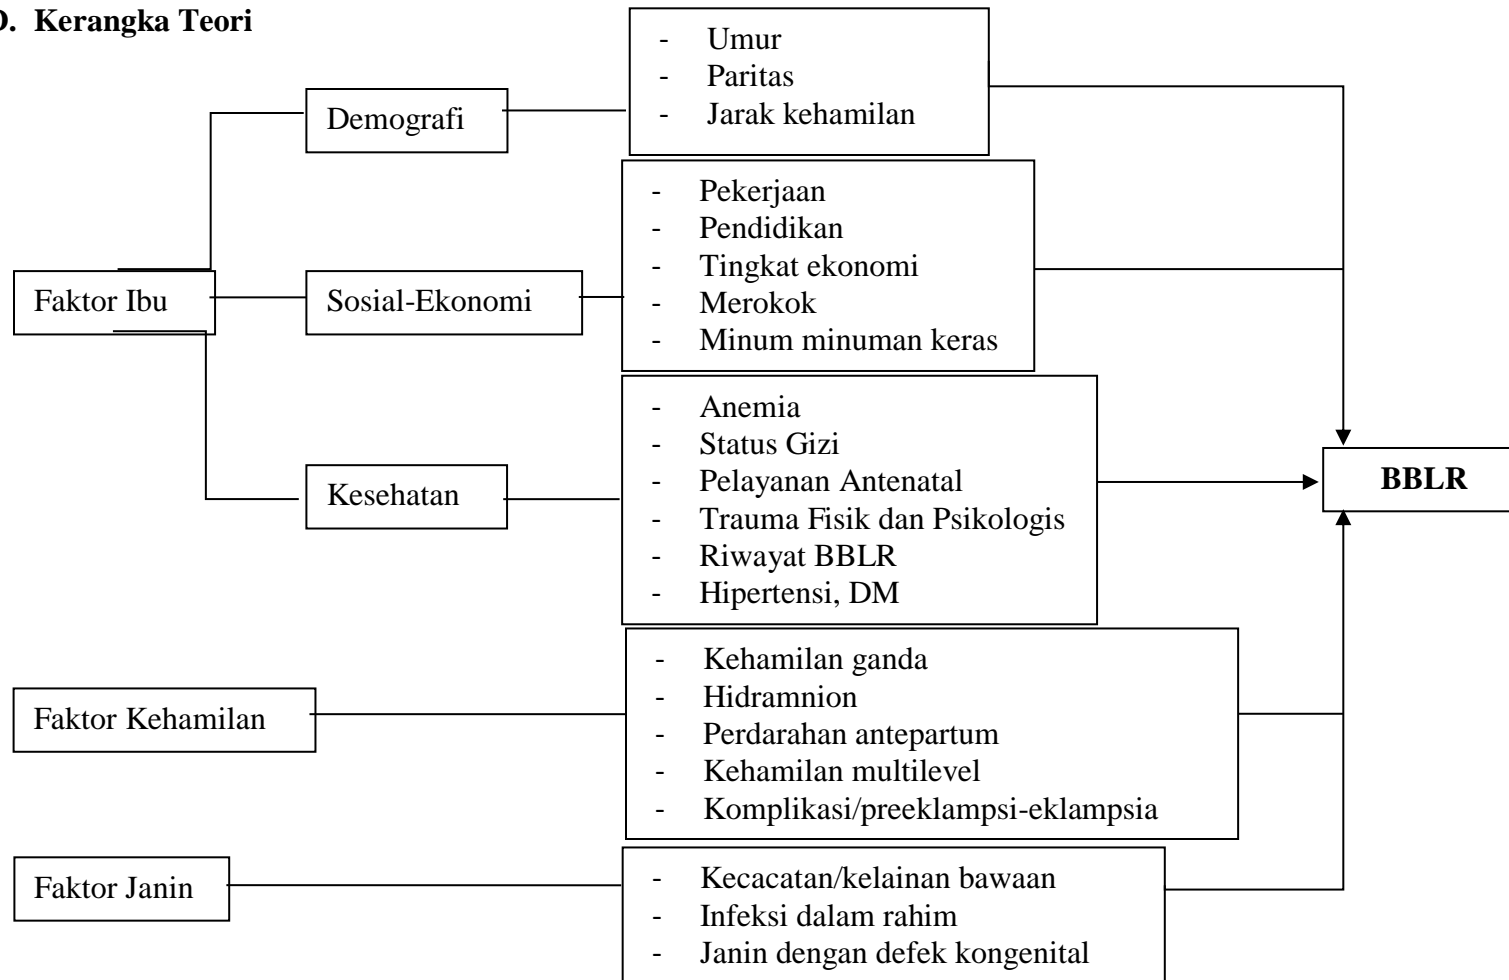 D. Kerangka Teori
- Umur
- Paritas
- Jarak kehamilan
Demografi
- Pekerjaan
- Pendidikan
- Tingkat ekonomi
- Merokok
- Minum minuman keras
Faktor Ibu
Sosial-Ekonomi
- Anemia
- Status Gizi
- Pelayanan Antenatal
- Trauma Fisik dan Psikologis
- Riwayat BBLR
- Hipertensi, DM
Kesehatan
BBLR
- Kehamilan ganda
- Hidramnion
- Perdarahan antepartum
- Kehamilan multilevel
- Komplikasi/preeklampsi-eklampsia
Faktor Kehamilan
- Kecacatan/kelainan bawaan
- Infeksi dalam rahim
- Janin dengan defek kongenital
Faktor Janin